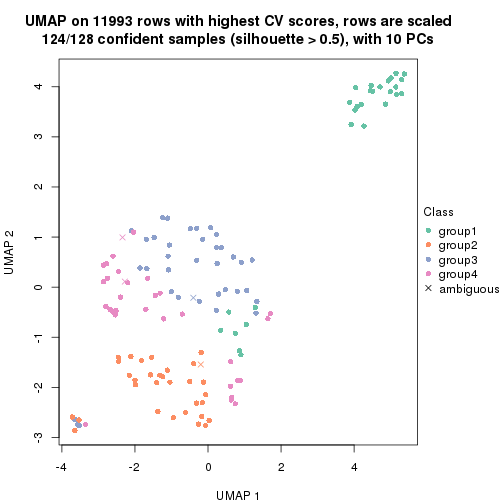 UMAP on 11993 rows with highest CV scores, rows are scaled
124/128 confident samples (silhouette > 0.5), with 10 PCs
4
3
2
1
0
-1
-2
-3
UMAP 2
-4
-2
0
2
4
UMAP 1
Class
group1
group2
group3
group4
ambiguous